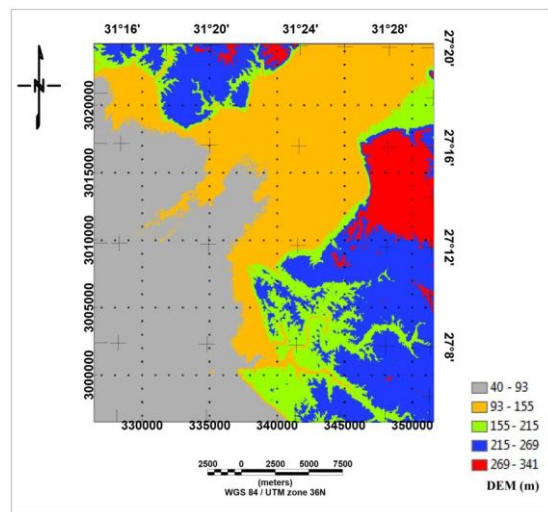 31°16' 31°20' 31°24' 31°28'
N
27°20'
3020000
27°16'
3015000
3010000
27°12'
3005000
27°8'
3000000
330000 335000 340000 345000 350000
40 - 93
93 - 155
155 - 215
215 - 269
269 - 341
DEM (m)
2500 0 2500 5000 7500
(meters)
WGS 84 / UTM zone 36N